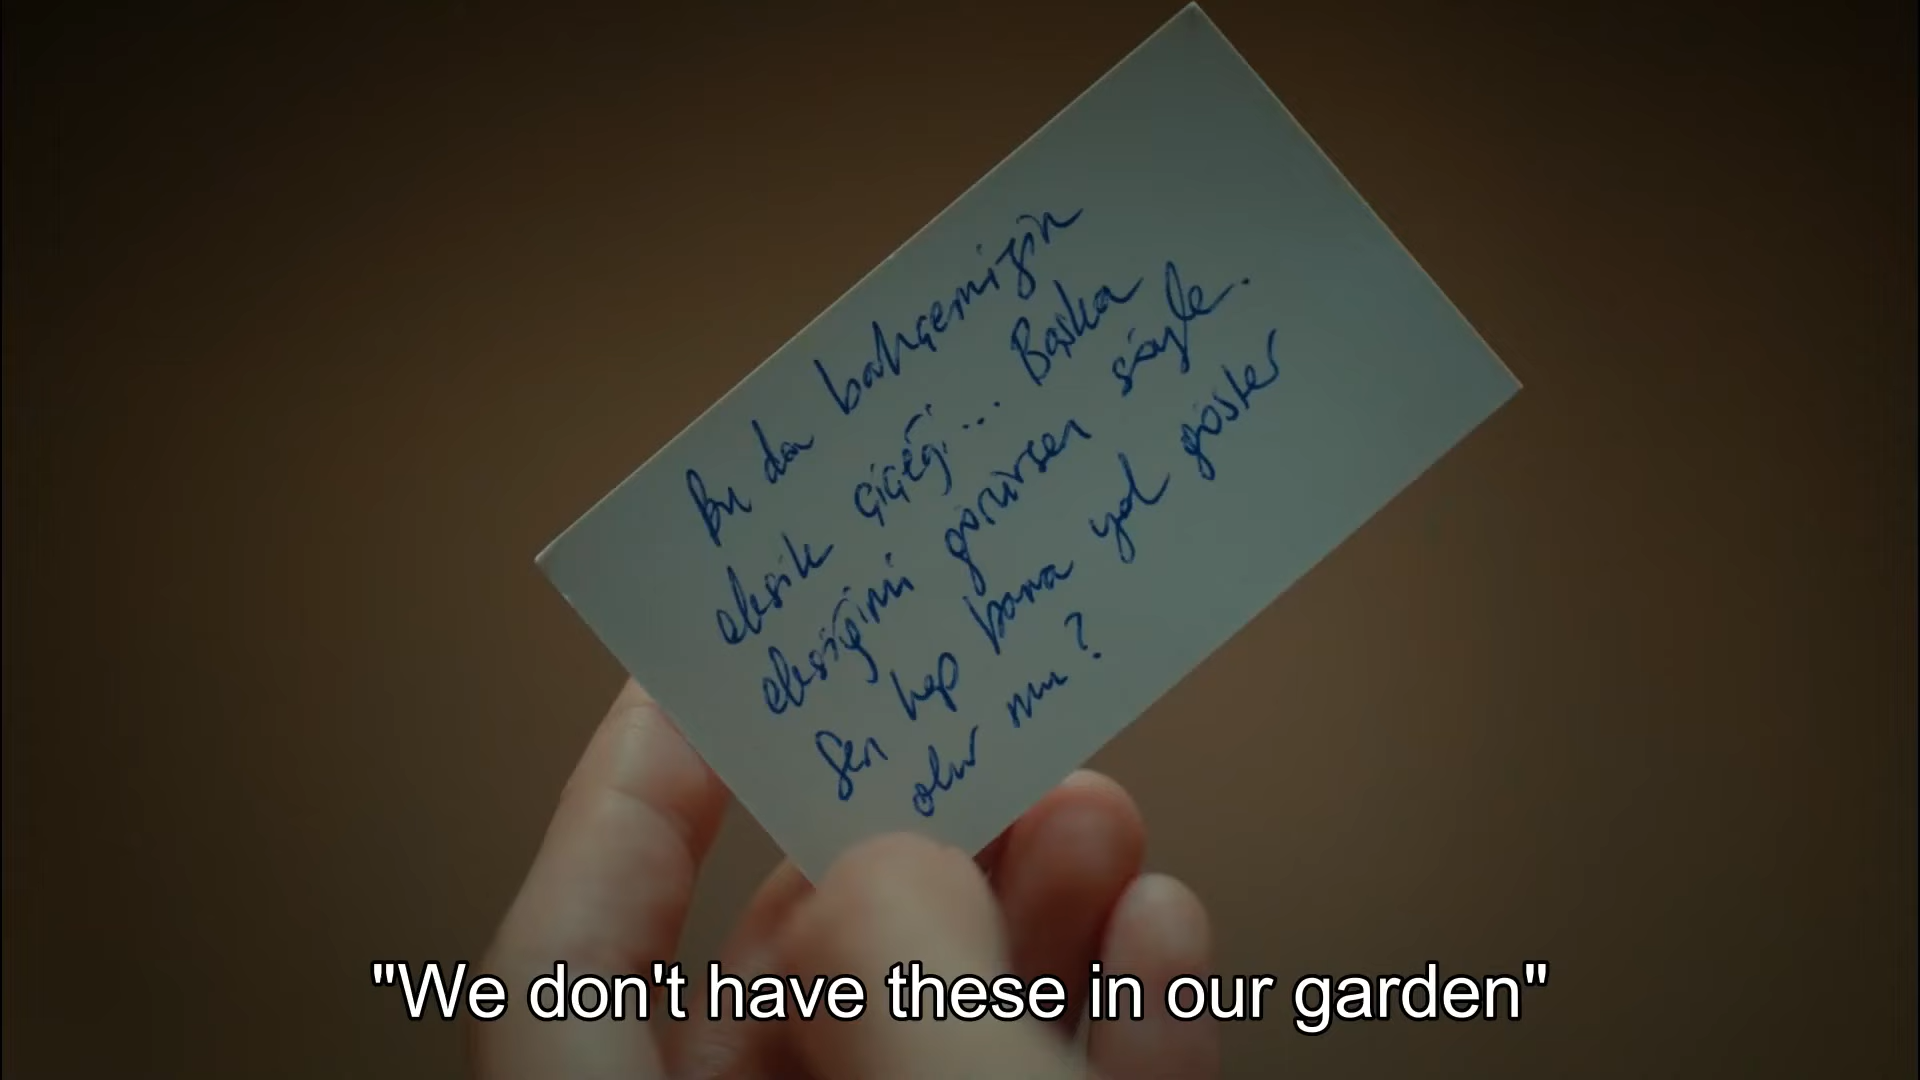 Bu da bahçemizin
eksik çiçeği... Başka
eksiğimi görürsen söyle.
Sen hep bana yol göster
olur mu?
"We don't have these in our garden"